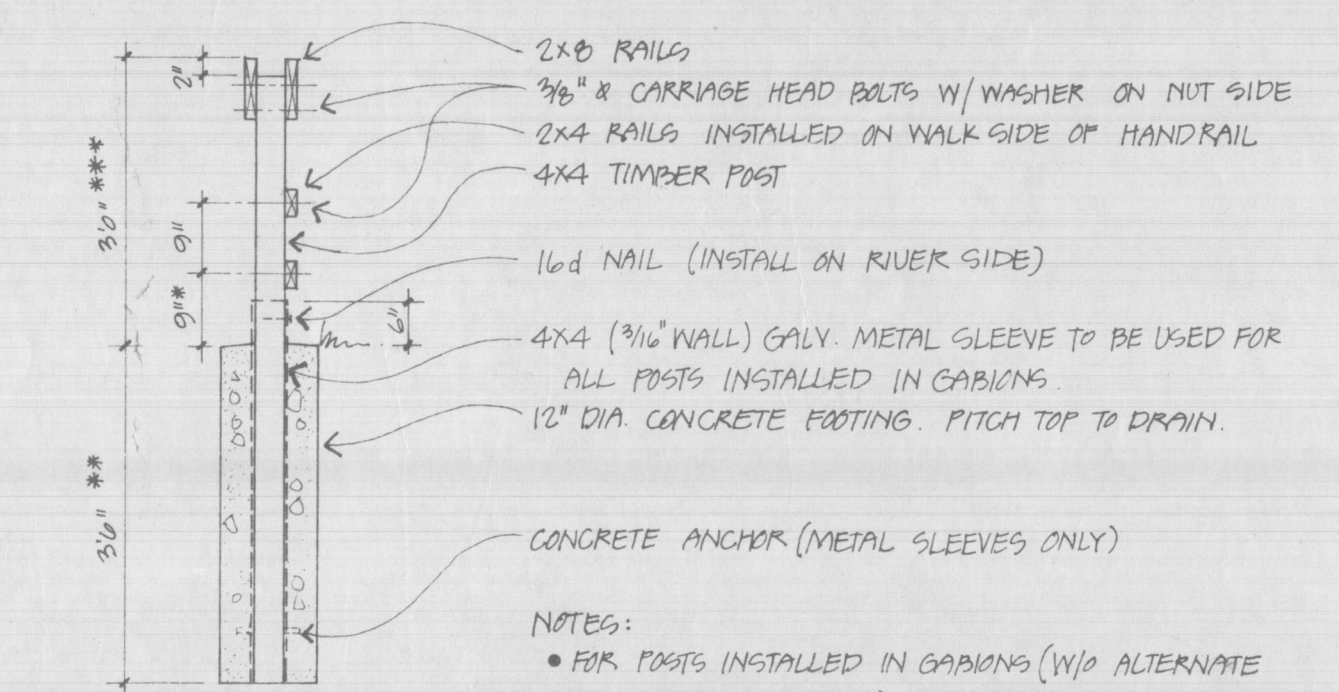 2X8 RAILS
3/8" Ø CARRIAGE HEAD BOLTS W/ WASHER ON NUT SIDE
2X4 RAILS INSTALLED ON WALK SIDE OF HANDRAIL
4X4 TIMBER POST
16d NAIL (INSTALL ON RIVER SIDE)
4X4 (3/16" WALL) GALV. METAL SLEEVE TO BE USED FOR
ALL POSTS INSTALLED IN GABIONS.
12" DIA. CONCRETE FOOTING. PITCH TOP TO DRAIN.
CONCRETE ANCHOR (METAL SLEEVES ONLY)
NOTES:
• FOR POSTS INSTALLED IN GABIONS (W/O ALTERNATE
2"
3'0" ***
9"
9"*
6"
3'6" **